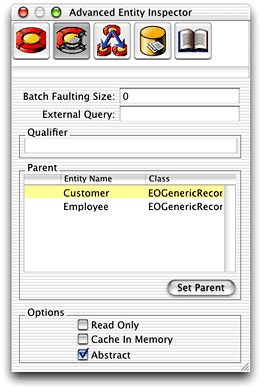 Advanced Entity Inspector
Batch Faulting Size: 0
External Query:
Qualifier
Parent
Entity Name Class
Customer EOGenericRecor
Employee EOGenericRecor
Set Parent
Options
Read Only
Cache In Memory
Abstract